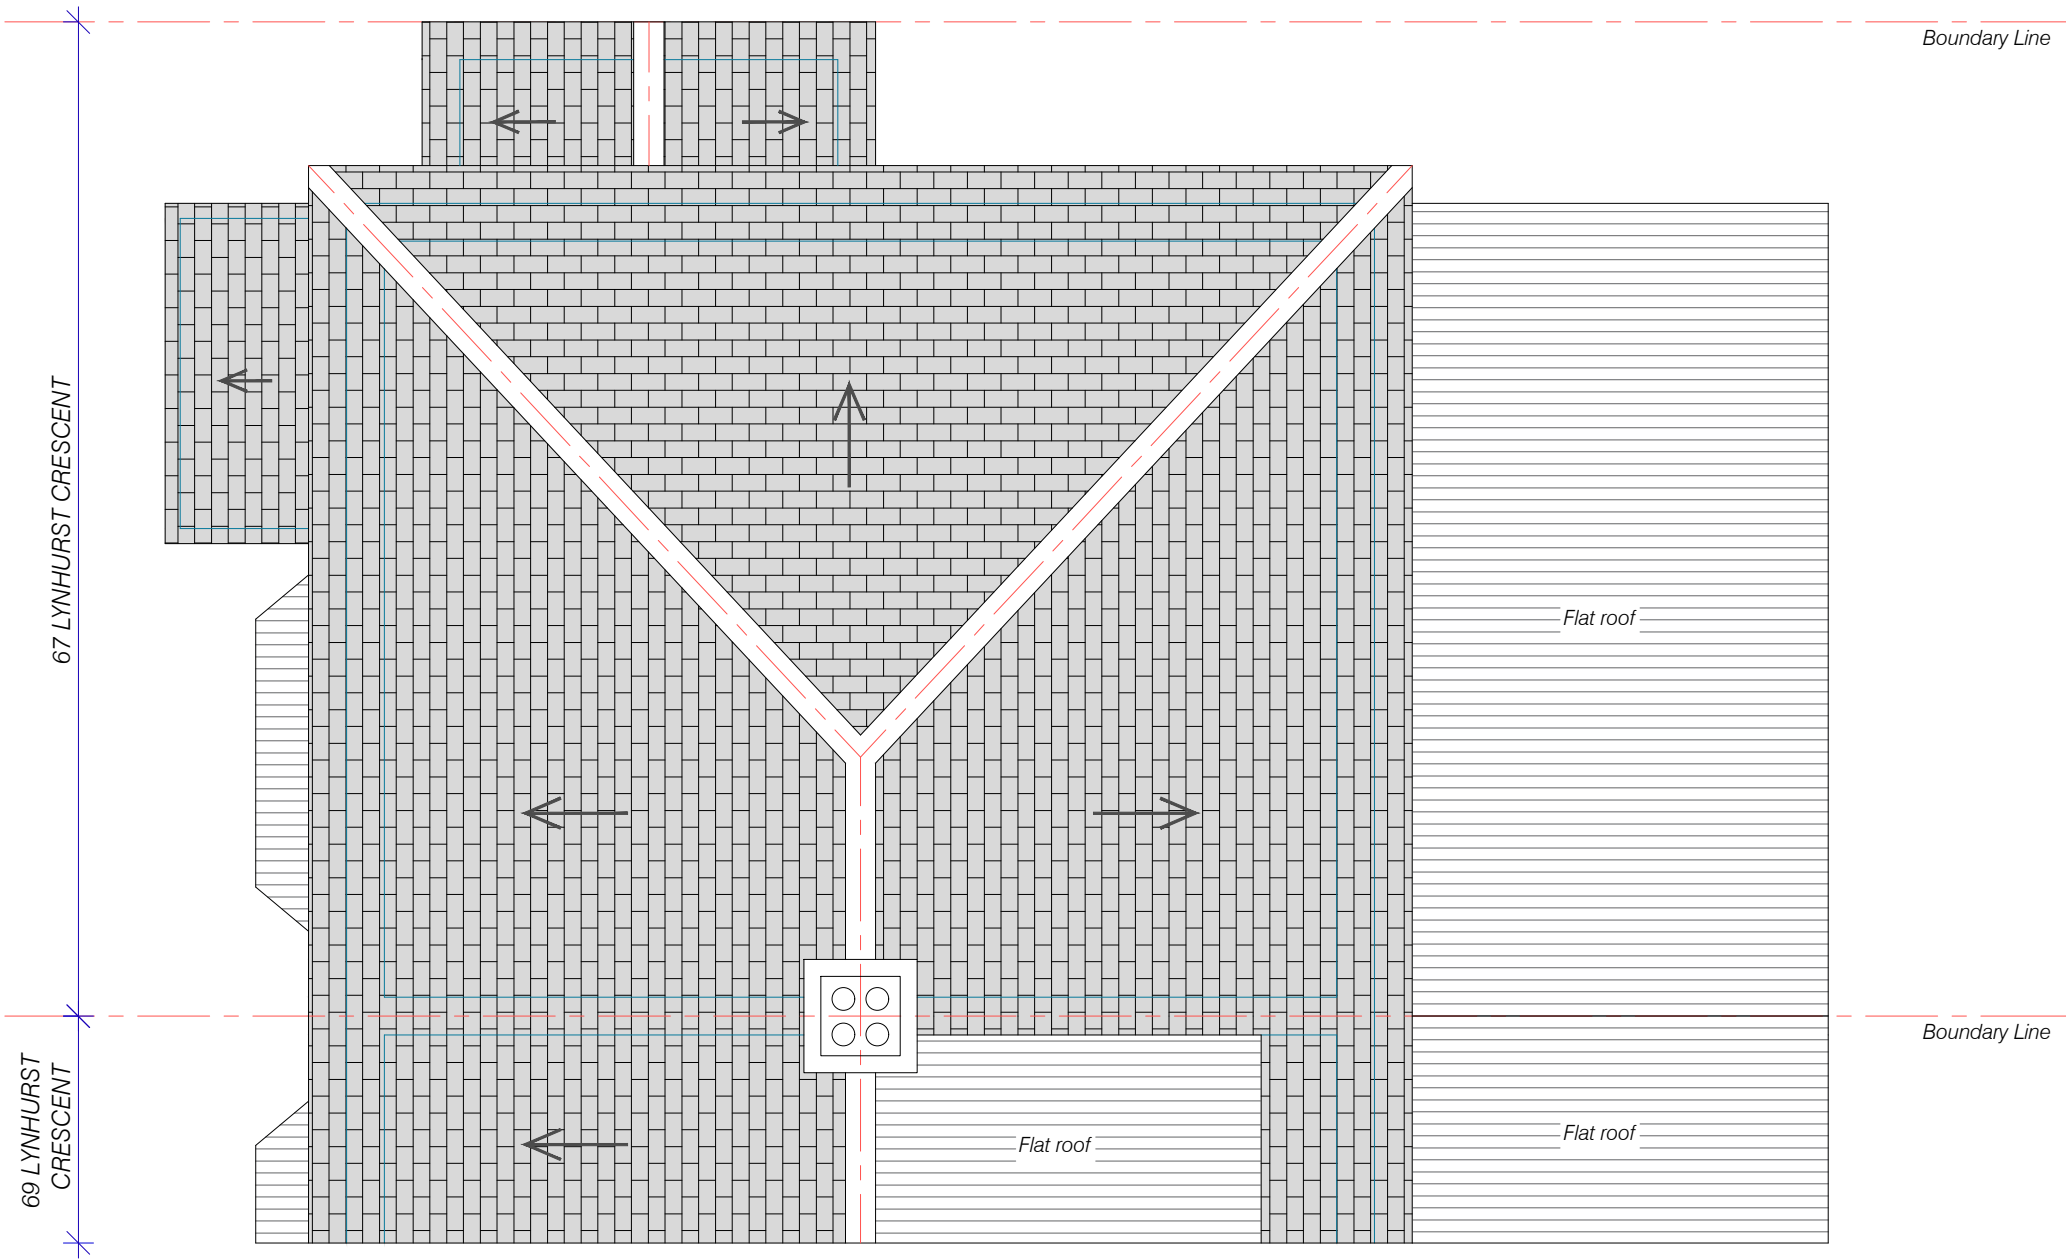 Boundary Line
67 LYNHURST CRESCENT
Flat roof
Boundary Line
69 LYNHURST
CRESCENT
Flat roof
Flat roof